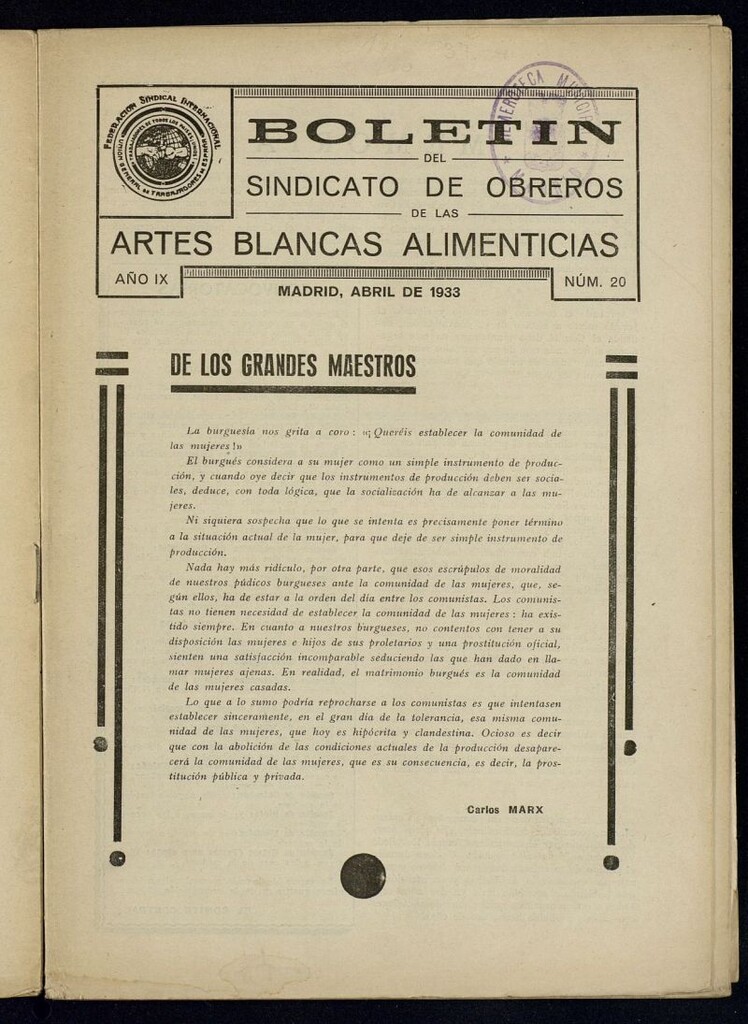 FEDERACIÓN SINDICAL INTERNACIONAL
UNIÓN GENERAL DE TRABAJADORES DE ESPAÑA
HEMEROTECA MUNICIPAL
BOLETIN
DEL
SINDICATO DE OBREROS
DE LAS
ARTES BLANCAS ALIMENTICIAS
AÑO IX
MADRID, ABRIL DE 1933
NÚM. 20
DE LOS GRANDES MAESTROS
La burguesía nos grita a coro: «¡Queréis establecer la comunidad de
las mujeres!»
El burgués considera a su mujer como un simple instrumento de produc-
ción, y cuando oye decir que los instrumentos de producción deben ser socia-
les, deduce, con toda lógica, que la socialización ha de alcanzar a las mu-
jeres.
Ni siquiera sospecha que lo que se intenta es precisamente poner término
a la situación actual de la mujer, para que deje de ser simple instrumento de
producción.
Nada hay más ridículo, por otra parte, que esos escrúpulos de moralidad
de nuestros púdicos burgueses ante la comunidad de las mujeres, que, se-
gún ellos, ha de estar a la orden del día entre los comunistas. Los comunis-
tas no tienen necesidad de establecer la comunidad de las mujeres: ha exis-
tido siempre. En cuanto a nuestros burgueses, no contentos con tener a su
disposición las mujeres e hijos de sus proletarios y una prostitución oficial,
sienten una satisfacción incomparable seduciendo las que han dado en lla-
mar mujeres ajenas. En realidad, el matrimonio burgués es la comunidad
de las mujeres casadas.
Lo que a lo sumo podría reprocharse a los comunistas es que intentasen
establecer sinceramente, en el gran día de la tolerancia, esa misma comu-
nidad de las mujeres, que hoy es hipócrita y clandestina. Ocioso es decir
que con la abolición de las condiciones actuales de la producción desapare-
cerá la comunidad de las mujeres, que es su consecuencia, es decir, la pros-
titución pública y privada.
Carlos MARX